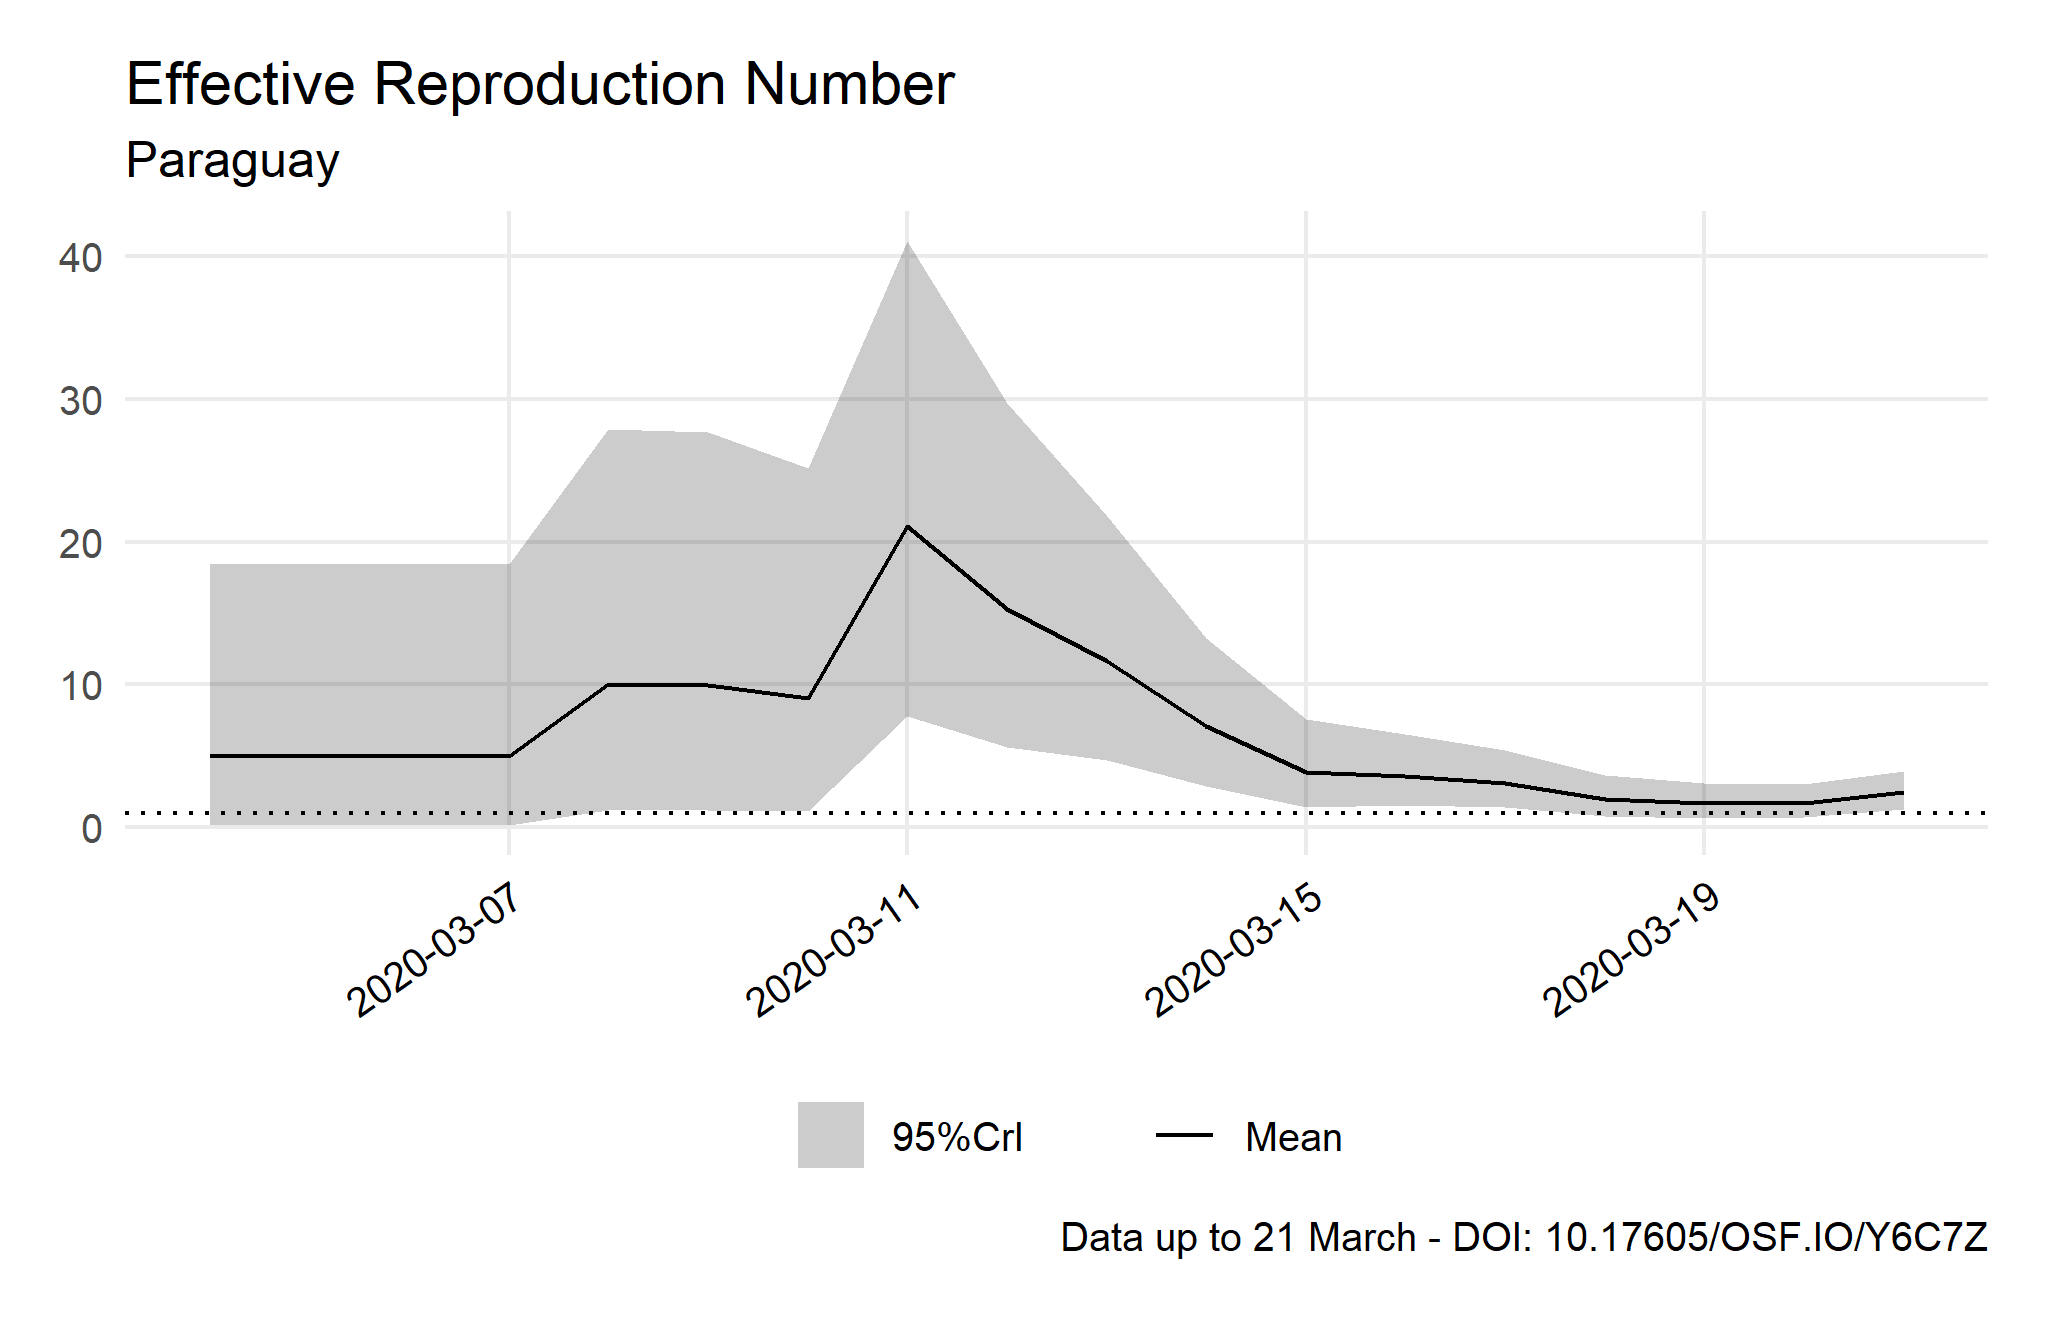 Effective Reproduction Number
Paraguay
40
30
20
10
0
2020-03-07
2020-03-11
2020-03-15
2020-03-19
95%CrI
Mean
Data up to 21 March - DOI: 10.17605/OSF.IO/Y6C7Z